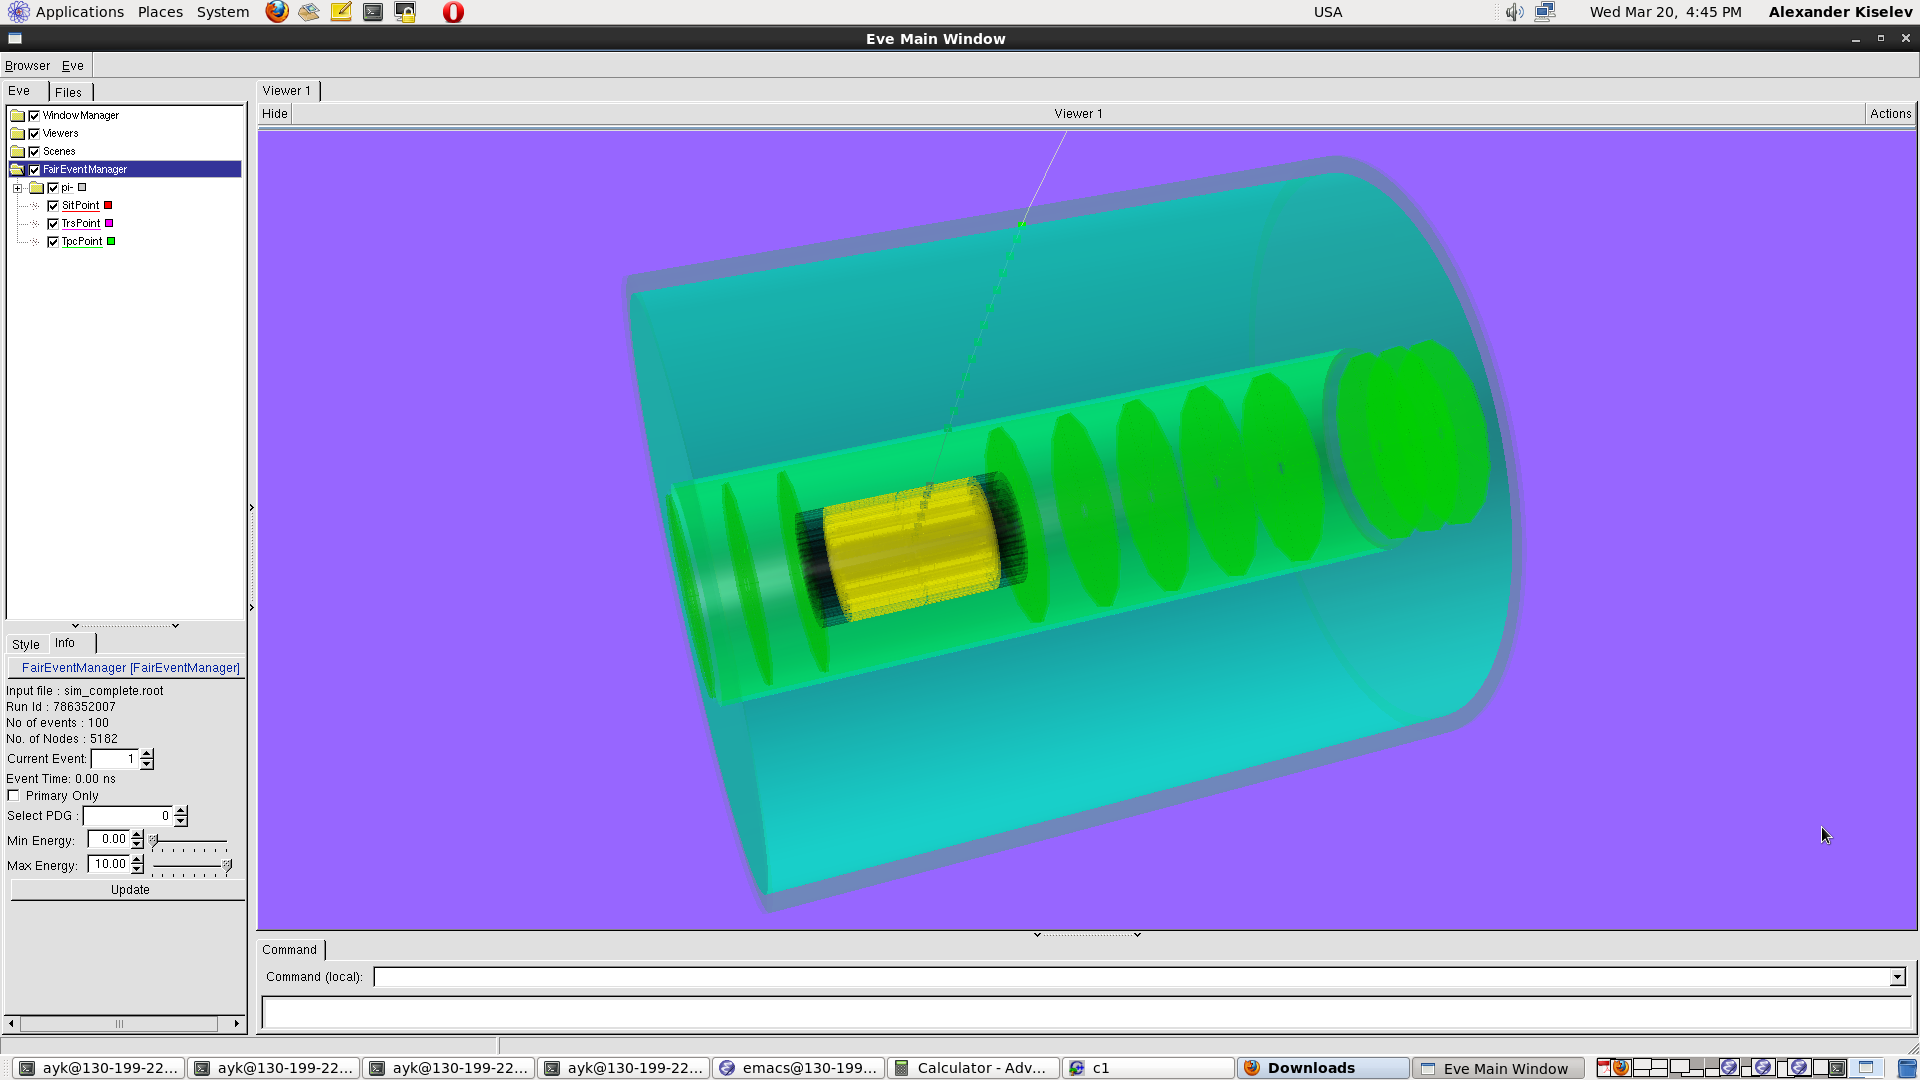 Applications Places System USA Wed Mar 20, 4:45 PM Alexander Kiselev
Eve Main Window
Browser Eve
Eve Files
Viewer 1
Hide Viewer 1 Actions
WindowManager
Viewers
Scenes
FairEventManager
pi-
SitPoint
TrsPoint
TpcPoint
Style Info
FairEventManager [FairEventManager]
Input file : sim_complete.root
Run Id : 786352007
No of events : 100
No. of Nodes : 5182
Current Event: 1
Event Time: 0.00 ns
Primary Only
Select PDG : 0
Min Energy: 0.00
Max Energy: 10.00
Update
Command
Command (local):
ayk@130-199-22... ayk@130-199-22... ayk@130-199-22... ayk@130-199-22... emacs@130-199... Calculator - Adv... c1 Downloads Eve Main Window